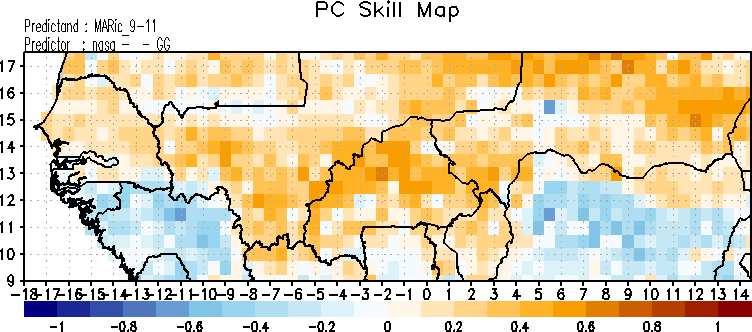 PC Skill Map
Predictand : MARic_9-11
Predictor : nasa - - GG
17
16
15
14
13
12
11
10
9
-18 -17 -16 -15 -14 -13 -12 -11 -10 -9 -8 -7 -6 -5 -4 -3 -2 -1 0 1 2 3 4 5 6 7 8 9 10 11 12 13 14
-1 -0.8 -0.6 -0.4 -0.2 0 0.2 0.4 0.6 0.8 1